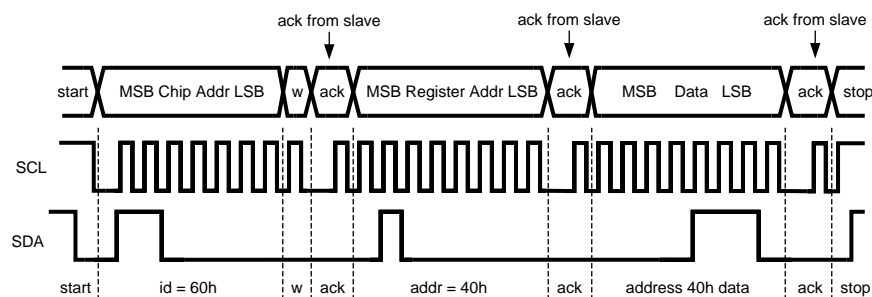 ack from slave ack from slave ack from slave
start MSB Chip Addr LSB w ack MSB Register Addr LSB ack MSB Data LSB ack stop
SCL
SDA
start id = 60h w ack addr = 40h ack address 40h data ack stop